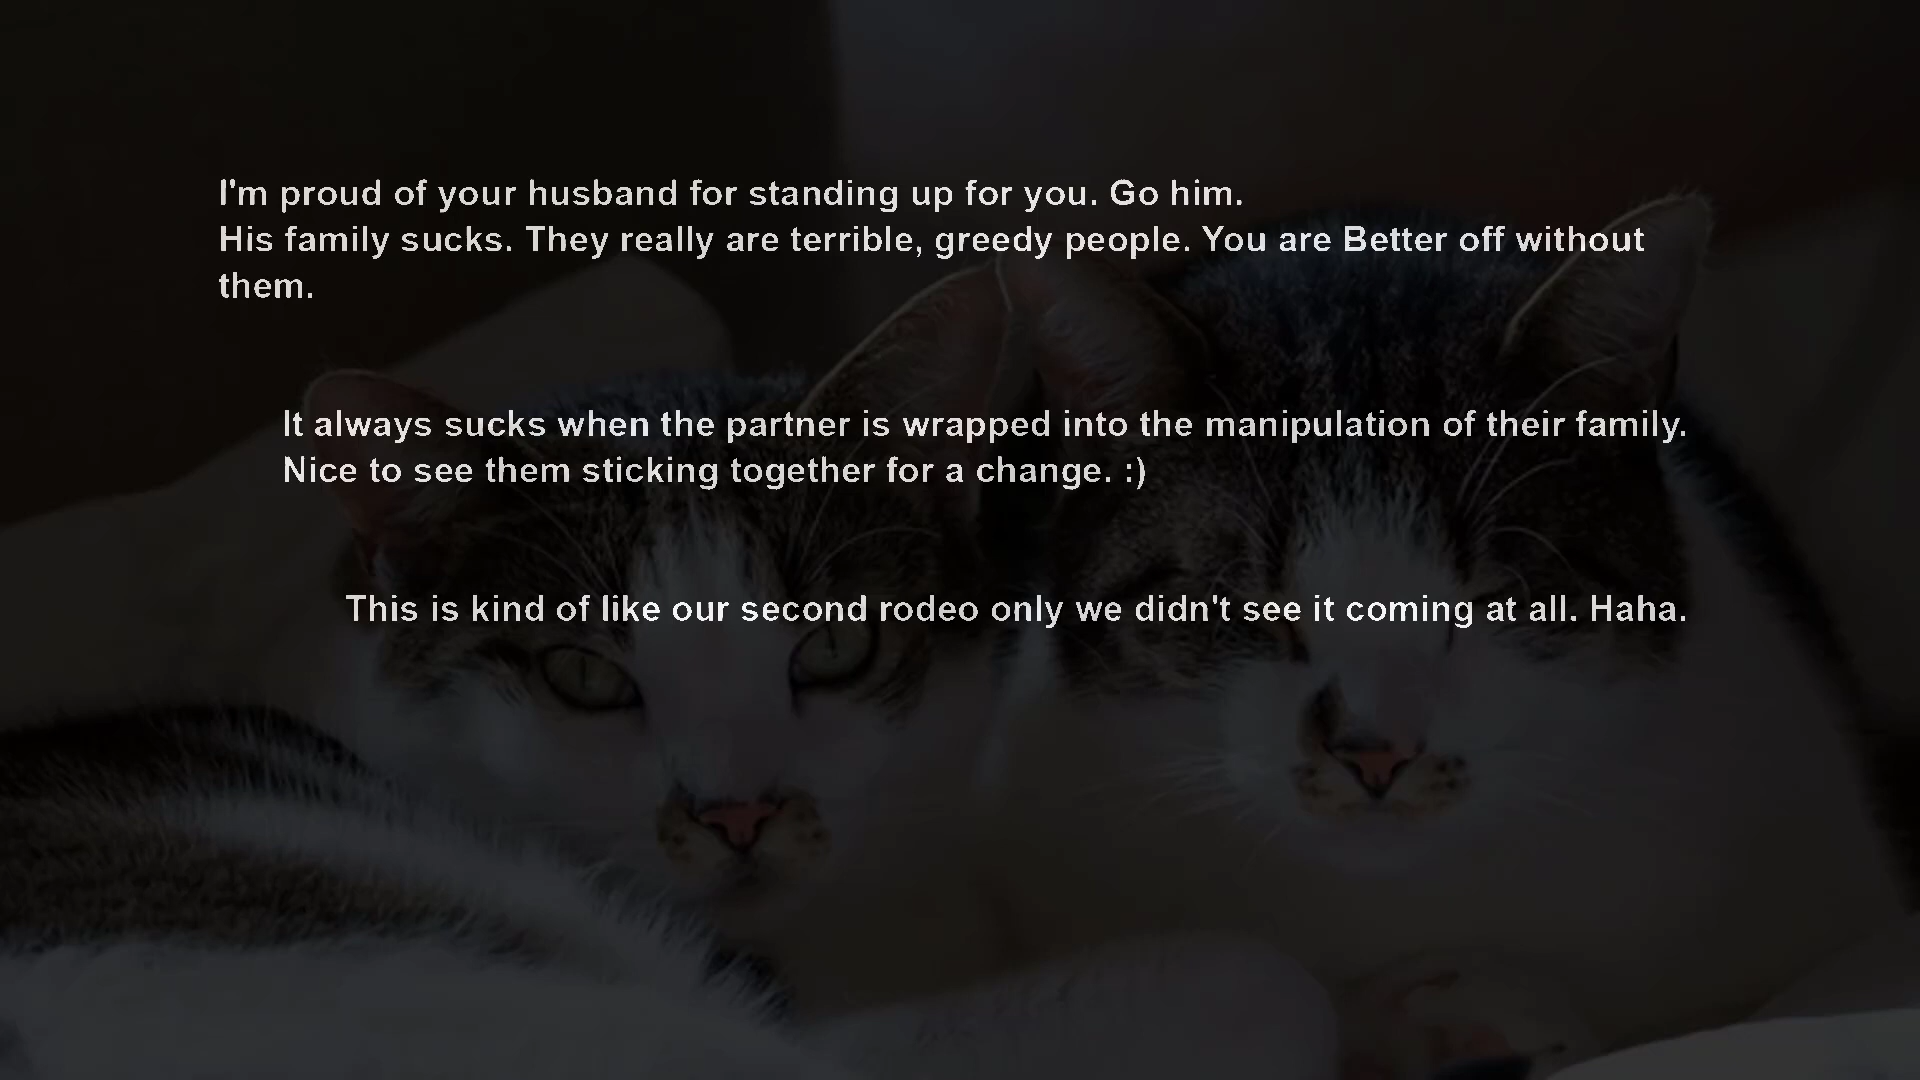 I'm proud of your husband for standing up for you. Go him.
His family sucks. They really are terrible, greedy people. You are Better off without
them.
It always sucks when the partner is wrapped into the manipulation of their family.
Nice to see them sticking together for a change. :)
This is kind of like our second rodeo only we didn't see it coming at all. Haha.